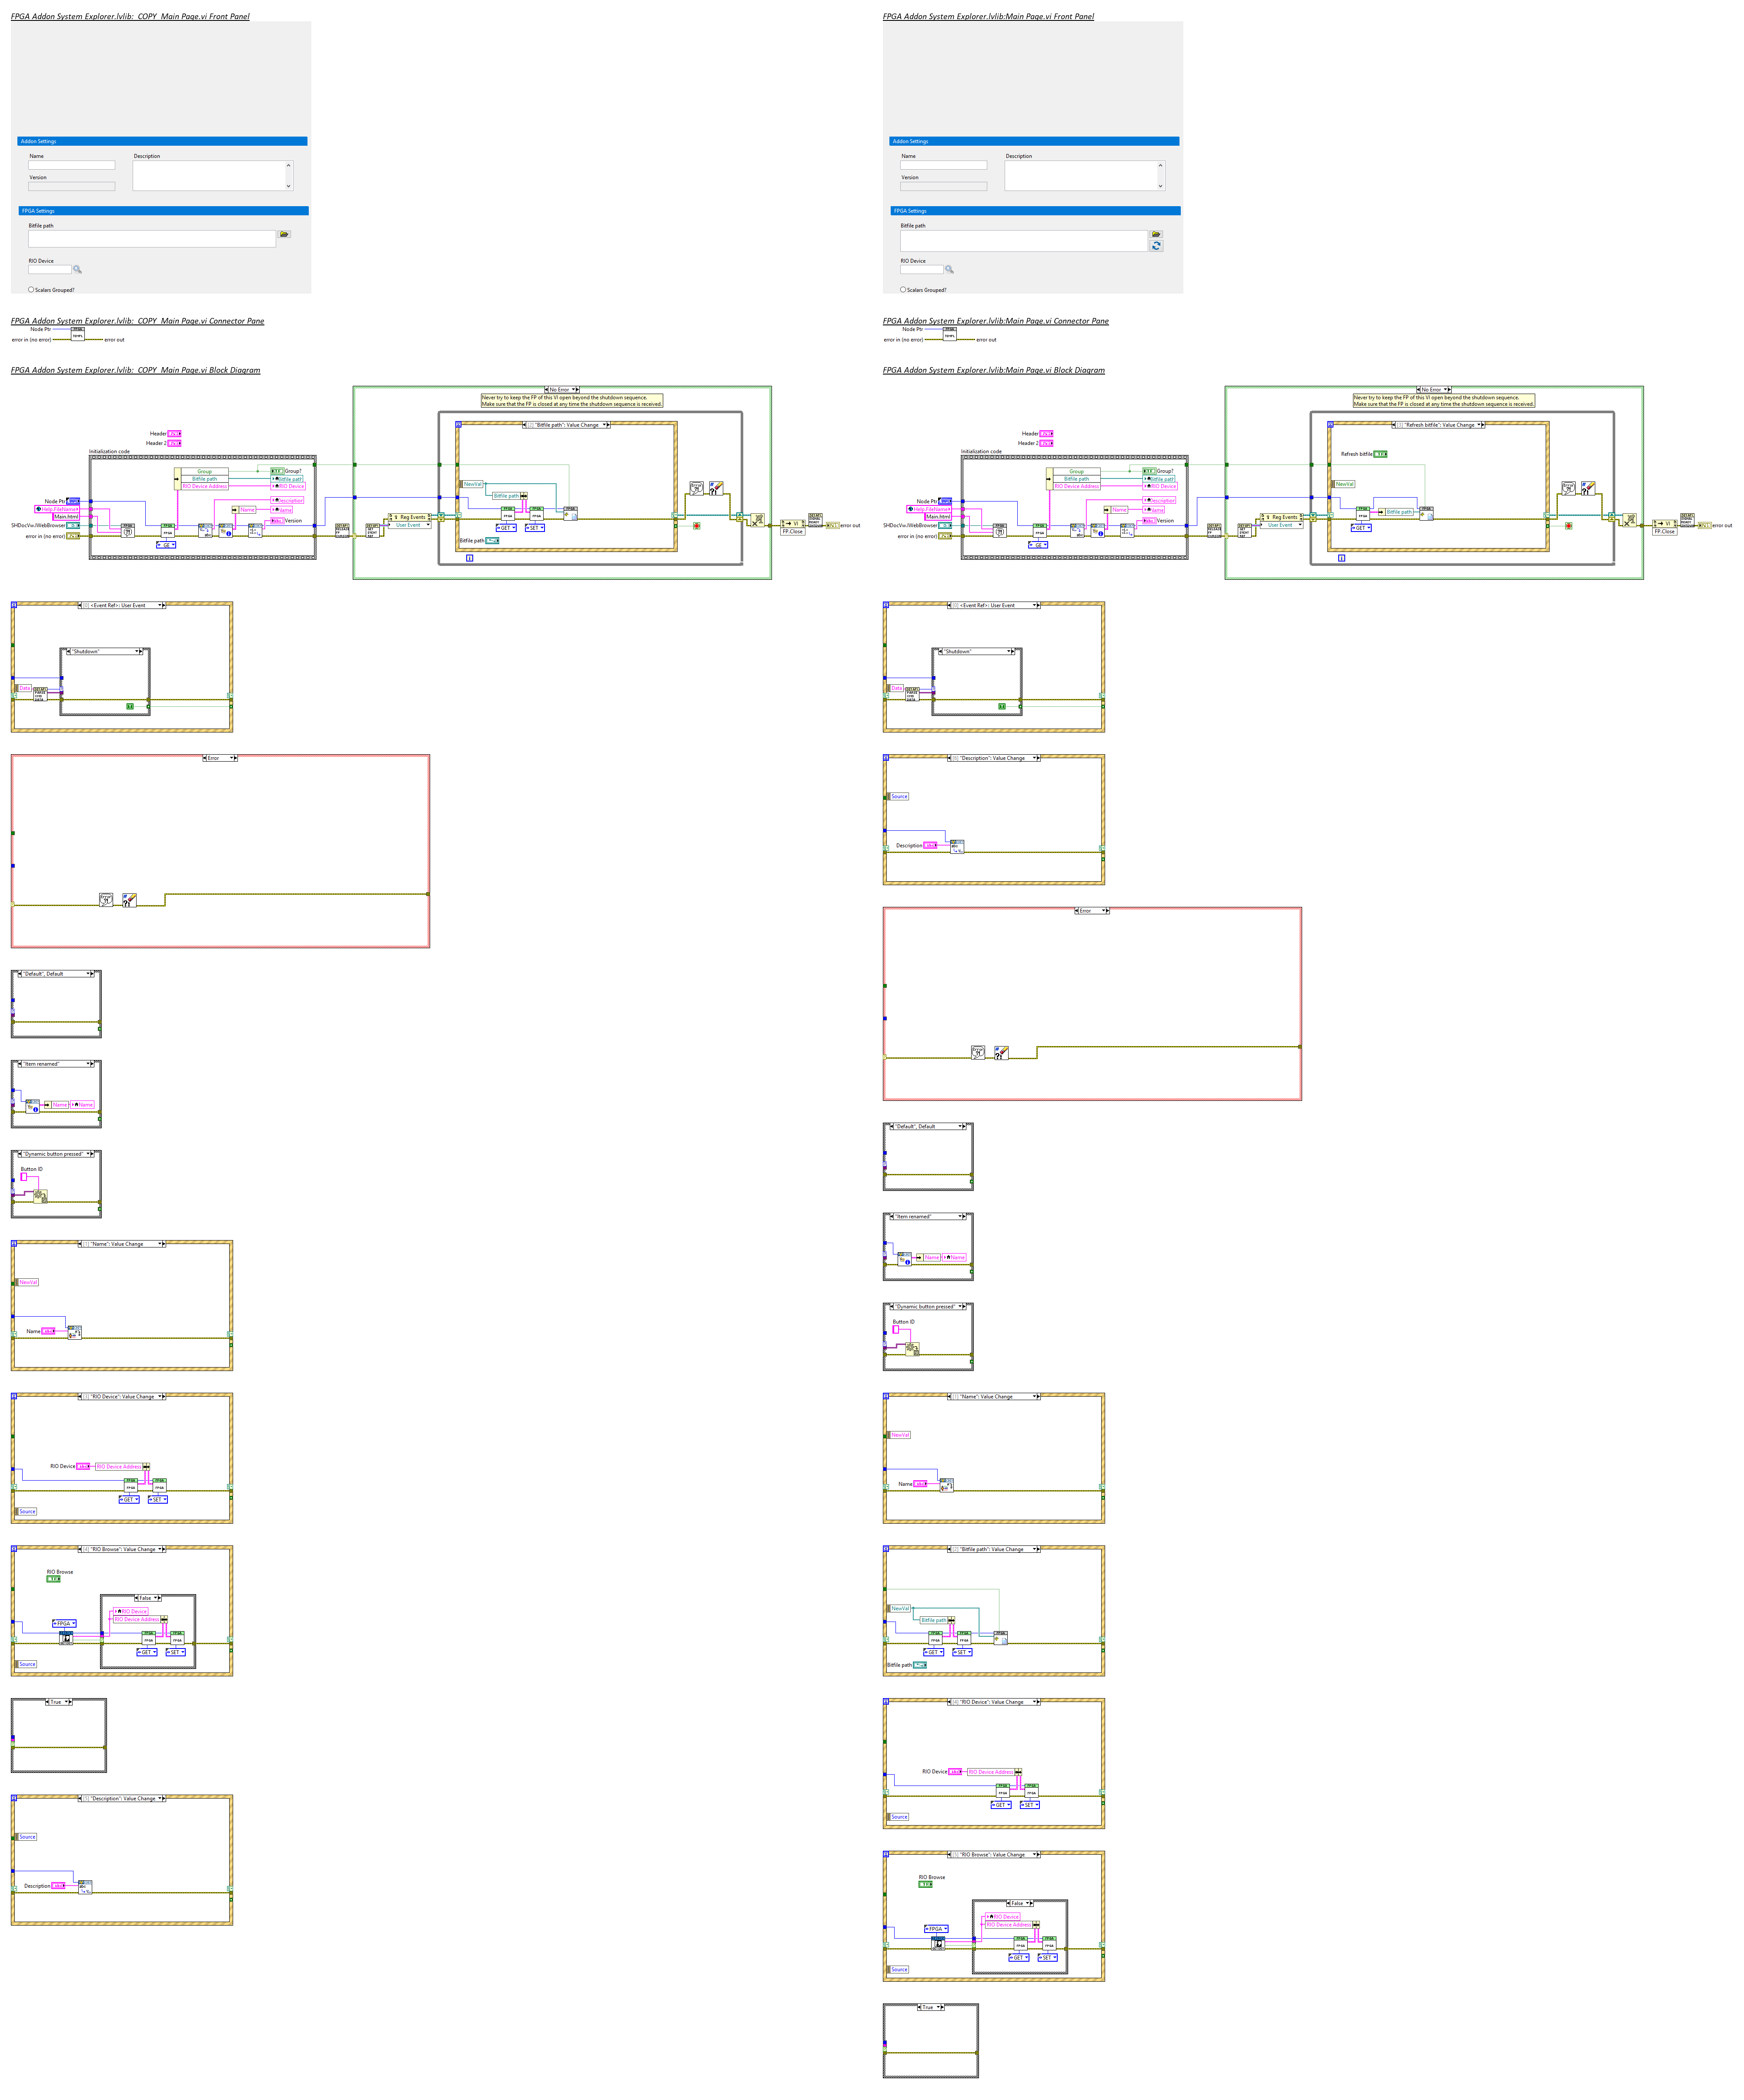 FPGA Addon System Explorer.lvlib:_COPY_Main Page.vi Front Panel
Addon Settings
Name
Description
Version
FPGA Settings
Bitfile path
RIO Device
Scalars Grouped?
FPGA Addon System Explorer.lvlib:_COPY_Main Page.vi Connector Pane
Node Ptr
error in (no error)
error out
FPGA Addon System Explorer.lvlib:_COPY_Main Page.vi Block Diagram
No Error
Never try to keep the FP of this VI open beyond the shutdown sequence.
Make sure that the FP is closed at any time the shutdown sequence is received.
[2] "Bitfile path": Value Change
Header
Header 2
Initialization code
Group
Group?
Bitfile path
Bitfile path
RIO Device Address
RIO Device
NewVal
Bitfile path
Node Ptr
Description
Help.FileName
Name
Name
Main.html
Version
Reg Events
SHDocVw.IWebBrowser
User Event
GET
SET
error in (no error)
GE
error out
VI
FP.Close
Bitfile path
[0] <Event Ref>: User Event
"Shutdown"
Data
Error
"Default", Default
"Item renamed"
Name
Name
"Dynamic button pressed"
Button ID
[1] "Name": Value Change
NewVal
Name
[3] "RIO Device": Value Change
RIO Device
RIO Device Address
GET
SET
Source
[4] "RIO Browse": Value Change
RIO Browse
False
RIO Device
RIO Device Address
FPGA
GET
SET
Source
True
[5] "Description": Value Change
Source
Description
FPGA Addon System Explorer.lvlib:Main Page.vi Front Panel
Addon Settings
Name
Description
Version
FPGA Settings
Bitfile path
RIO Device
Scalars Grouped?
FPGA Addon System Explorer.lvlib:Main Page.vi Connector Pane
Node Ptr
error in (no error)
error out
FPGA Addon System Explorer.lvlib:Main Page.vi Block Diagram
No Error
Never try to keep the FP of this VI open beyond the shutdown sequence.
Make sure that the FP is closed at any time the shutdown sequence is received.
[3] "Refresh bitfile": Value Change
Header
Header 2
Initialization code
Refresh bitfile
Group
Group?
Bitfile path
Bitfile path
RIO Device Address
RIO Device
NewVal
Node Ptr
Description
Help.FileName
Name
Name
Bitfile path
Main.html
Version
Reg Events
SHDocVw.IWebBrowser
User Event
GET
error in (no error)
GE
error out
VI
FP.Close
[0] <Event Ref>: User Event
"Shutdown"
Data
[6] "Description": Value Change
Source
Description
Error
"Default", Default
"Item renamed"
Name
Name
"Dynamic button pressed"
Button ID
[1] "Name": Value Change
NewVal
Name
[2] "Bitfile path": Value Change
NewVal
Bitfile path
GET
SET
Bitfile path
[4] "RIO Device": Value Change
RIO Device
RIO Device Address
GET
SET
Source
[5] "RIO Browse": Value Change
RIO Browse
False
RIO Device
RIO Device Address
FPGA
GET
SET
Source
True